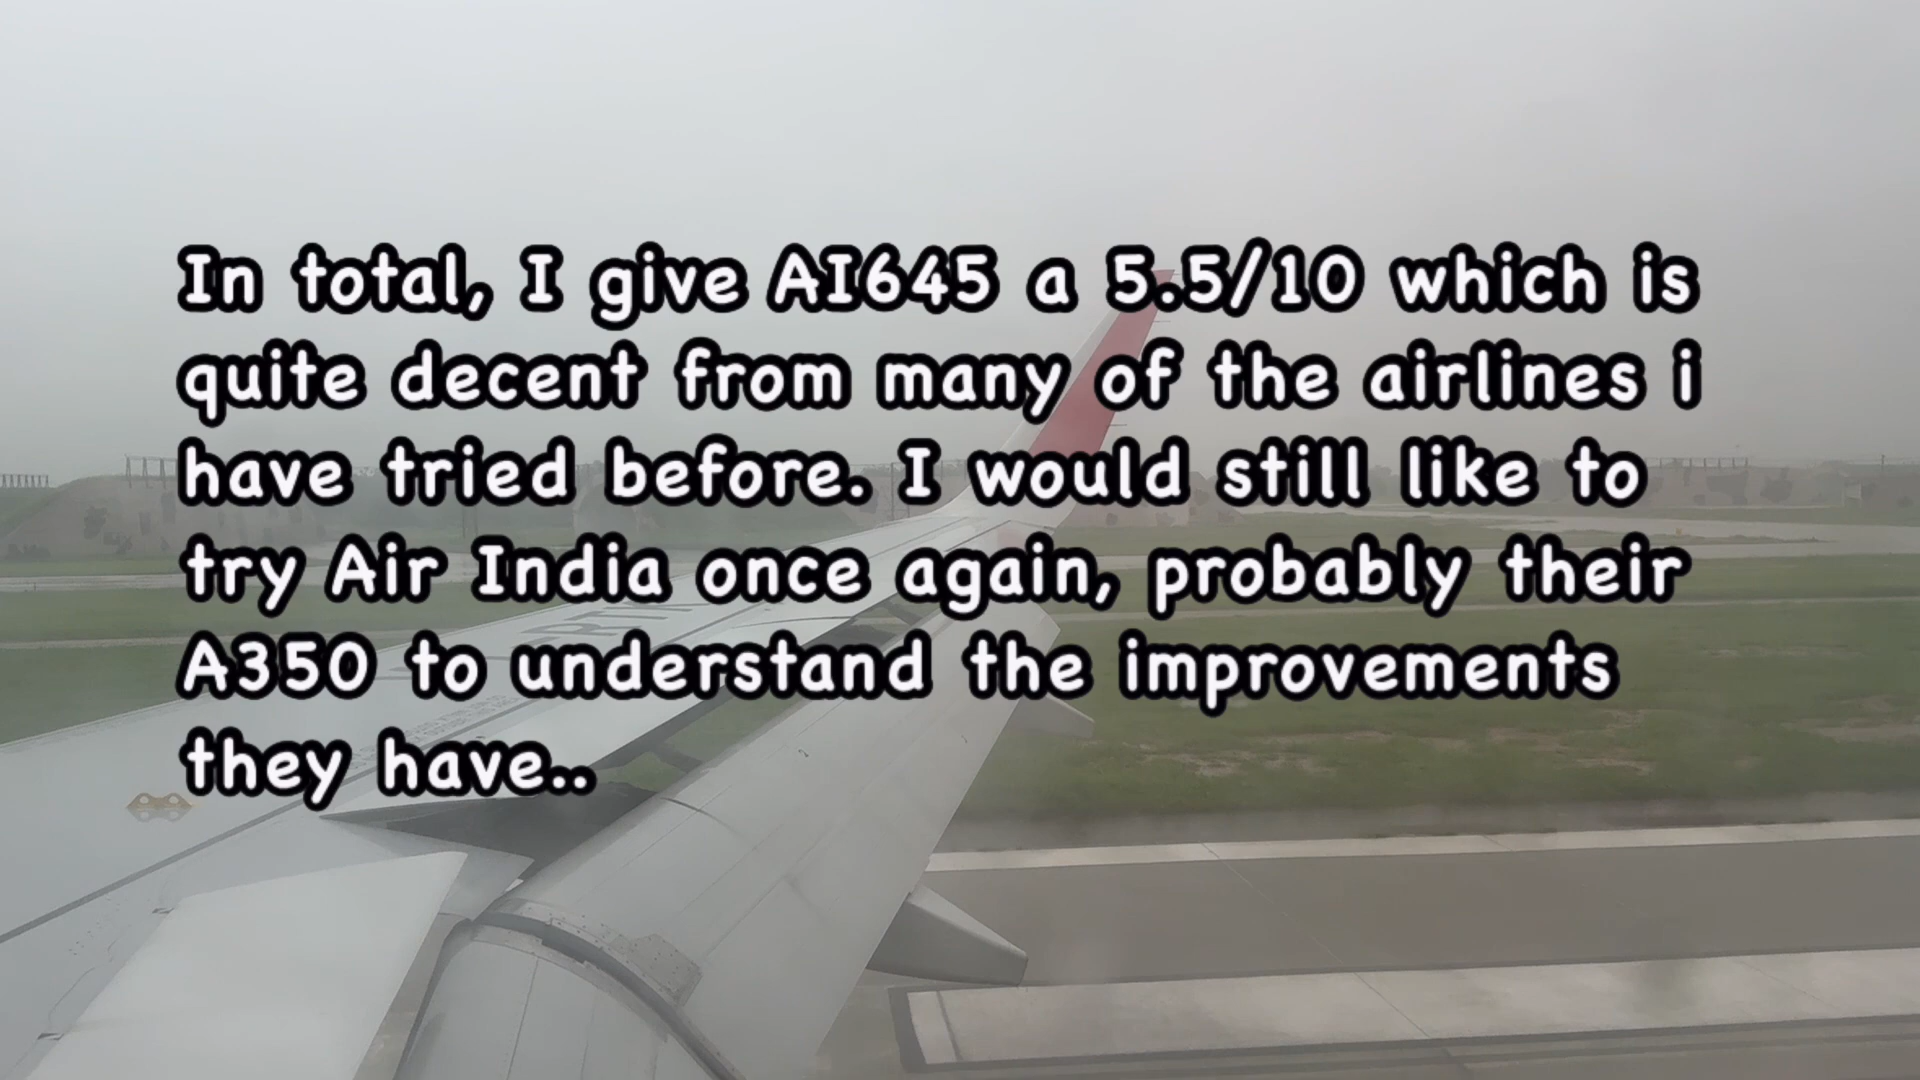 In total, I give AI645 a 5.5/10 which is
quite decent from many of the airlines i
have tried before. I would still like to
try Air India once again, probably their
A350 to understand the improvements
they have..